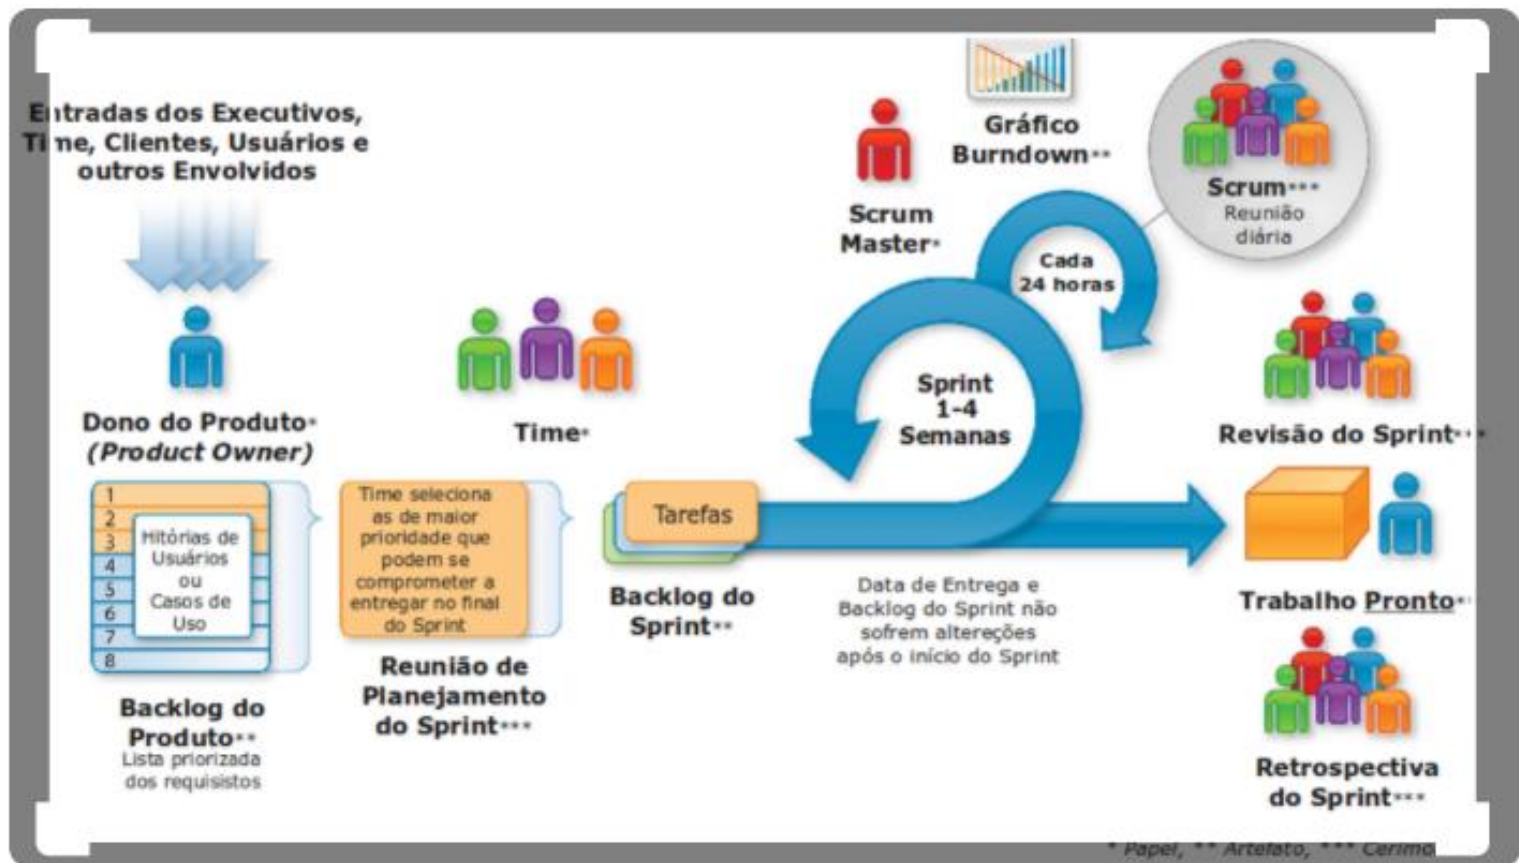 Entradas dos Executivos,
Time, Clientes, Usuários e
outros Envolvidos
Dono do Produto*
(Product Owner)
1
2
3
4
5
6
7
8
Hitórias de
Usuários
ou
Casos de
Uso
Backlog do
Produto**
Lista priorizada
dos requisistos
Time*
Time seleciona
as de maior
prioridade que
podem se
comprometer a
entregar no final
do Sprint
Reunião de
Planejamento
do Sprint***
Tarefas
Backlog do
Sprint**
Scrum
Master*
Gráfico
Burndown**
Cada
24 horas
Sprint
1-4
Semanas
Data de Entrega e
Backlog do Sprint não
sofrem altereções
após o início do Sprint
Scrum***
Reunião
diária
Revisão do Sprint***
Trabalho Pronto*
Retrospectiva
do Sprint***
* Papel, ** Artefato, ***